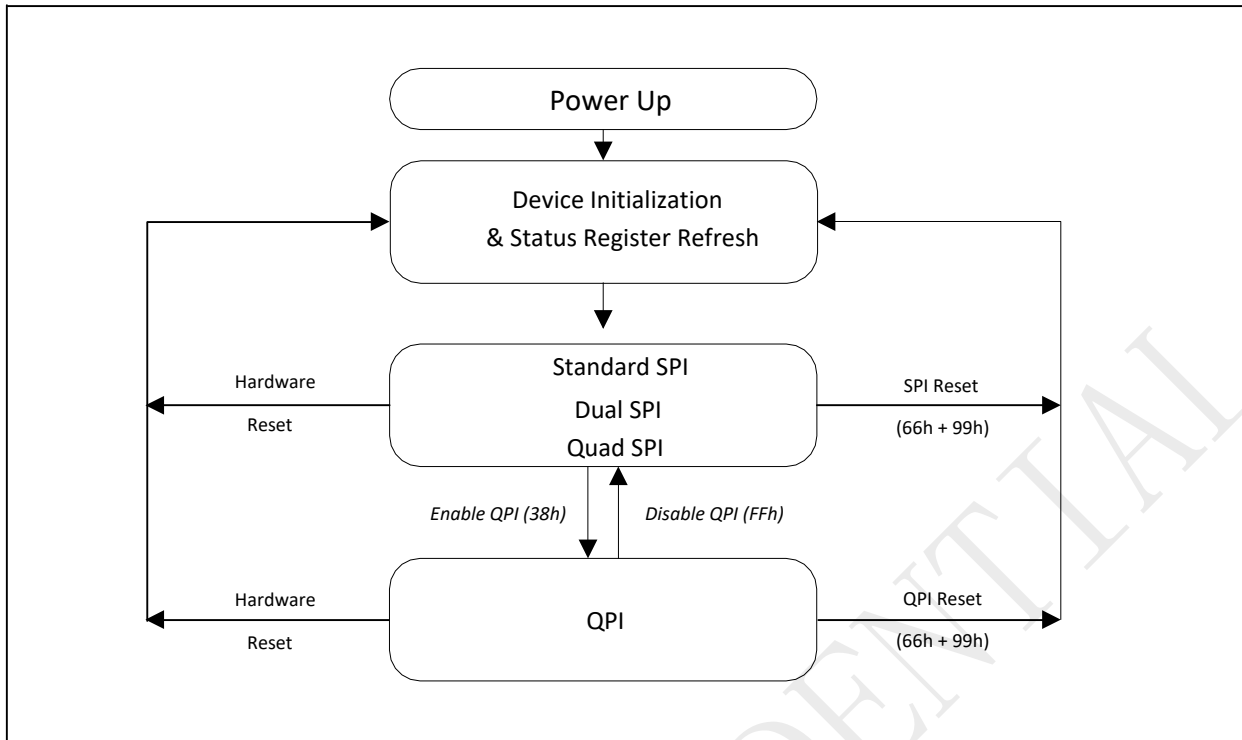 Power Up
Device Initialization
& Status Register Refresh
Standard SPI
Hardware
SPI Reset
Dual SPI
Reset
(66h + 99h)
Quad SPI
Enable QPI (38h)
Disable QPI (FFh)
Hardware
QPI Reset
QPI
Reset
(66h + 99h)
DENTIAL